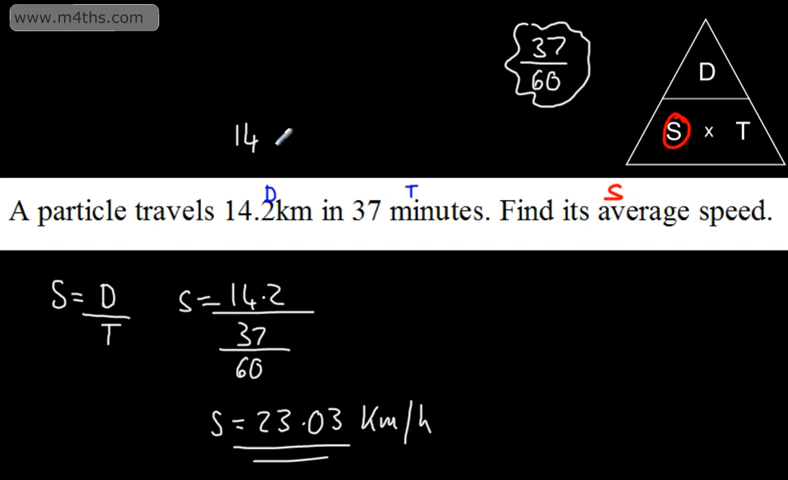 www.m4ths.com
37
60
D
S x T
14
D T S
A particle travels 14.2km in 37 minutes. Find its average speed.
S = D
T
S = 14.2
37
60
S = 23.03 Km/h